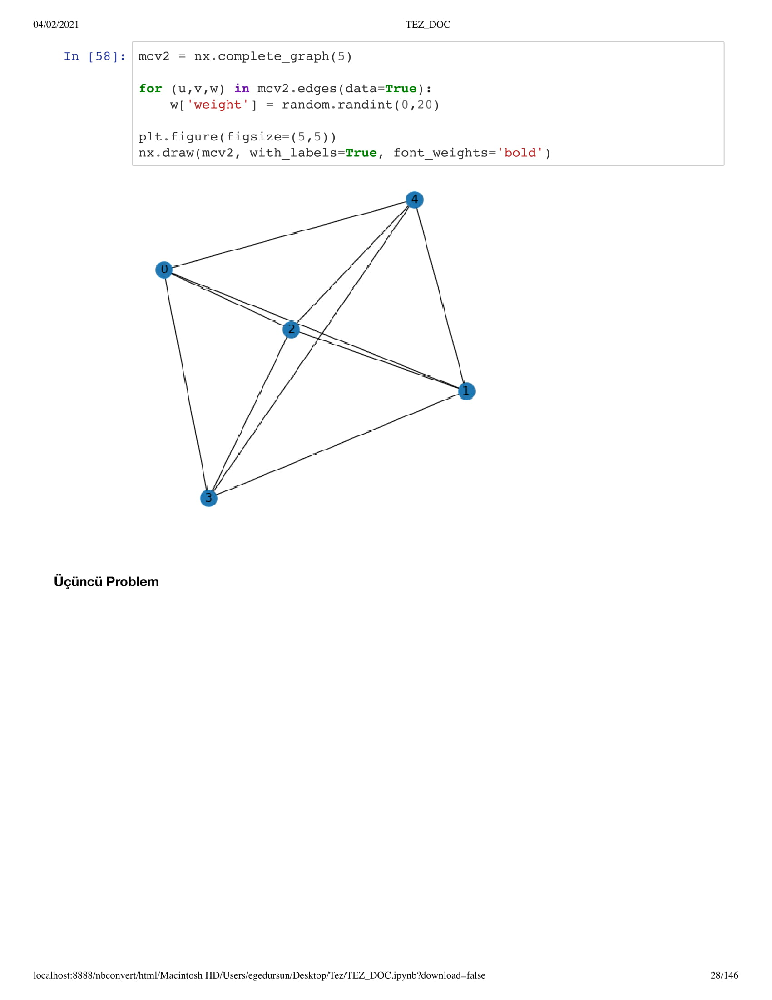 04/02/2021 TEZ_DOC
In [58]: mcv2 = nx.complete_graph(5)
for (u,v,w) in mcv2.edges(data=True):
    w['weight'] = random.randint(0,20)
plt.figure(figsize=(5,5))
nx.draw(mcv2, with_labels=True, font_weights='bold')
4
0
2
1
3
Üçüncü Problem
localhost:8888/nbconvert/html/Macintosh HD/Users/egedursun/Desktop/Tez/TEZ_DOC.ipynb?download=false 28/146